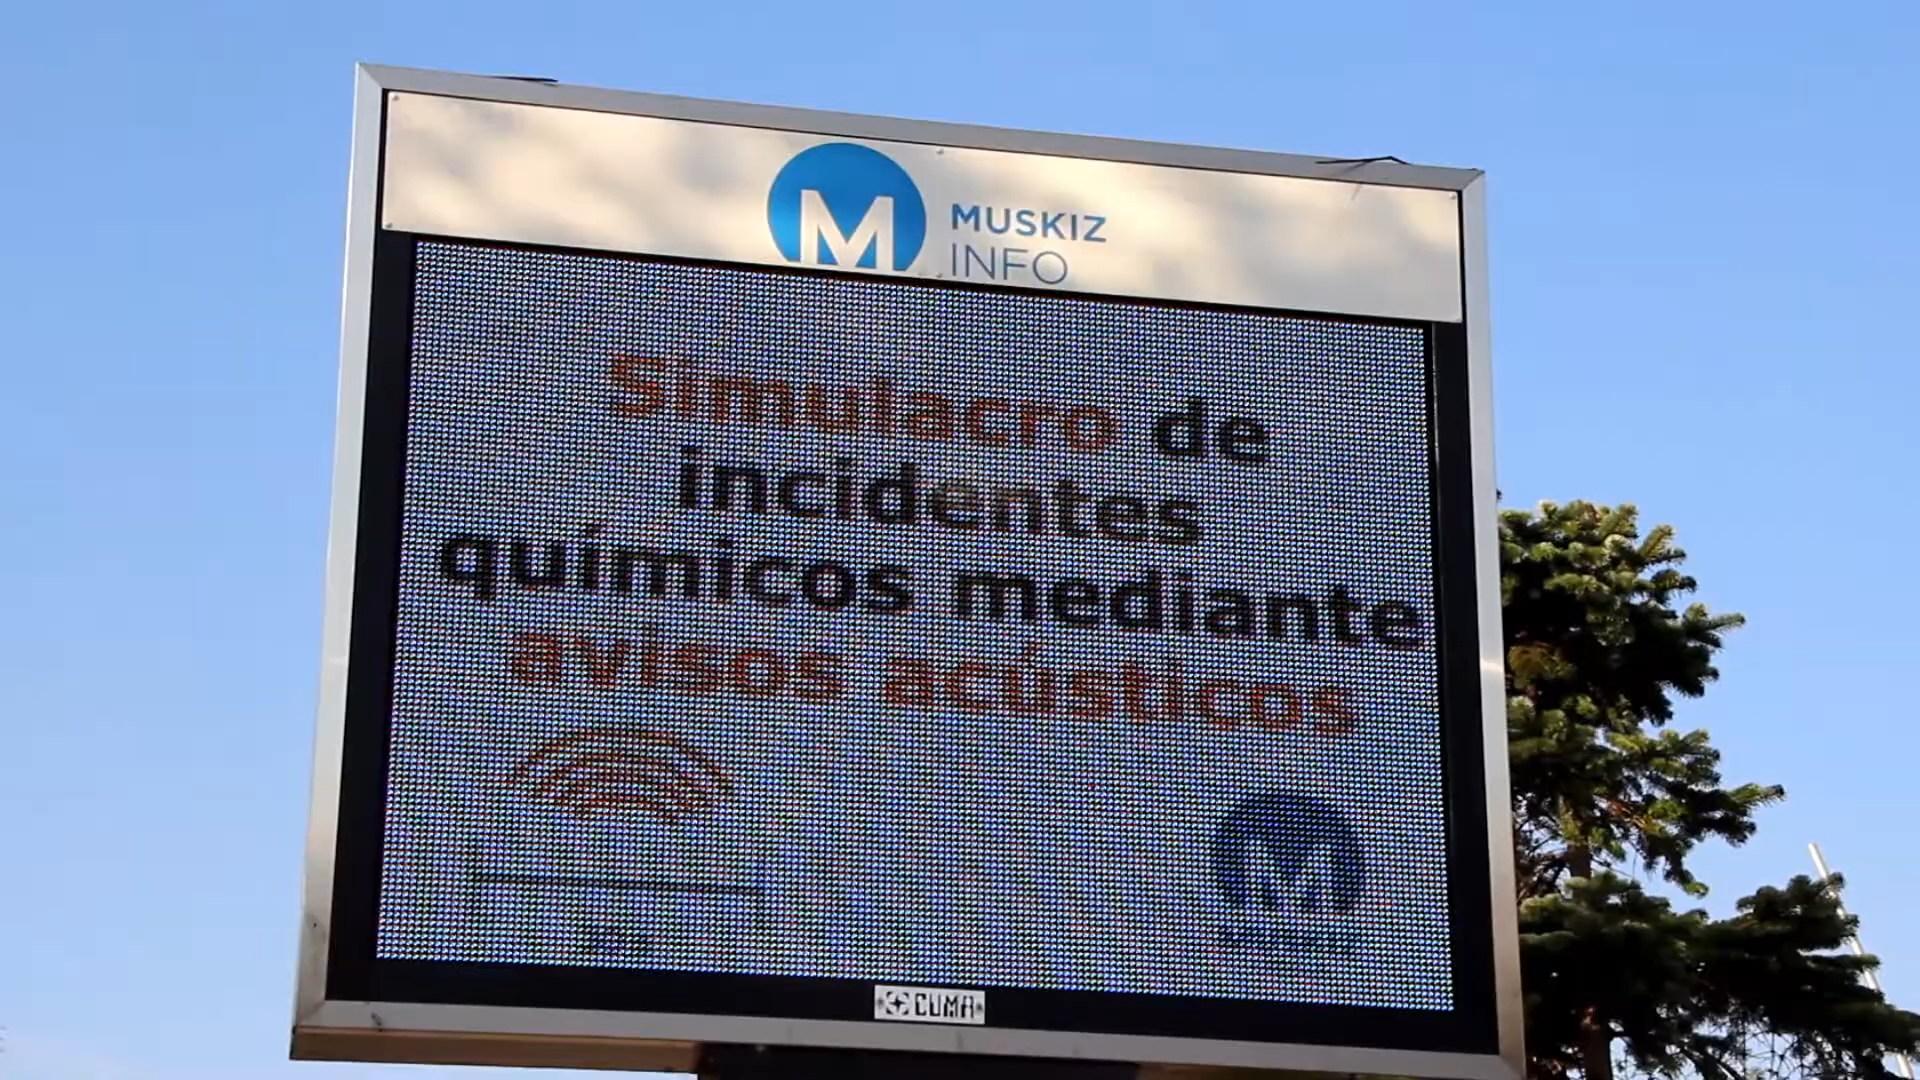 M
MUSKIZ
INFO
Simulacro de
incidentes
químicos mediante
avisos acústicos
M
CUMA